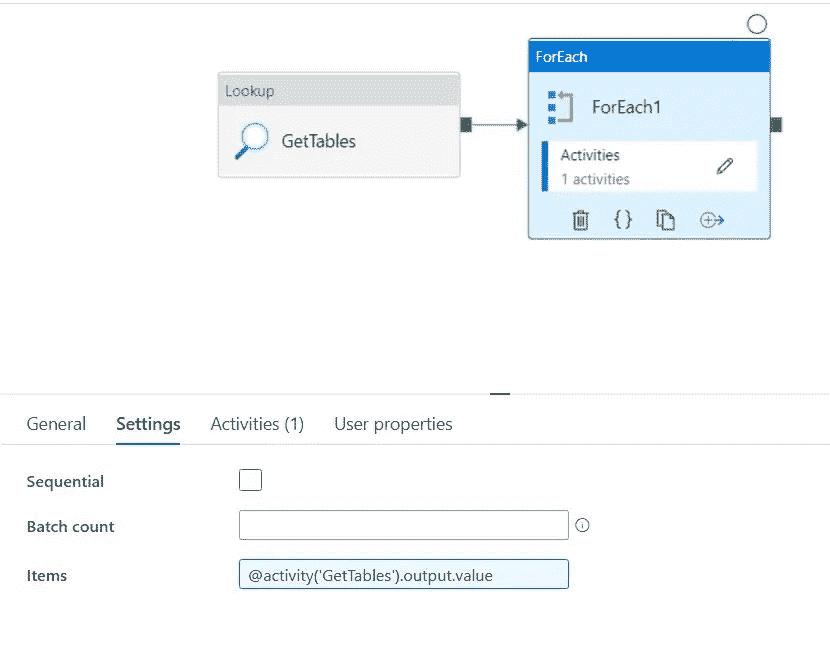 Lookup
GetTables
ForEach
ForEach1
Activities
1 activities
{}
General Settings Activities (1) User properties
Sequential
Batch count
Items @activity('GetTables').output.value